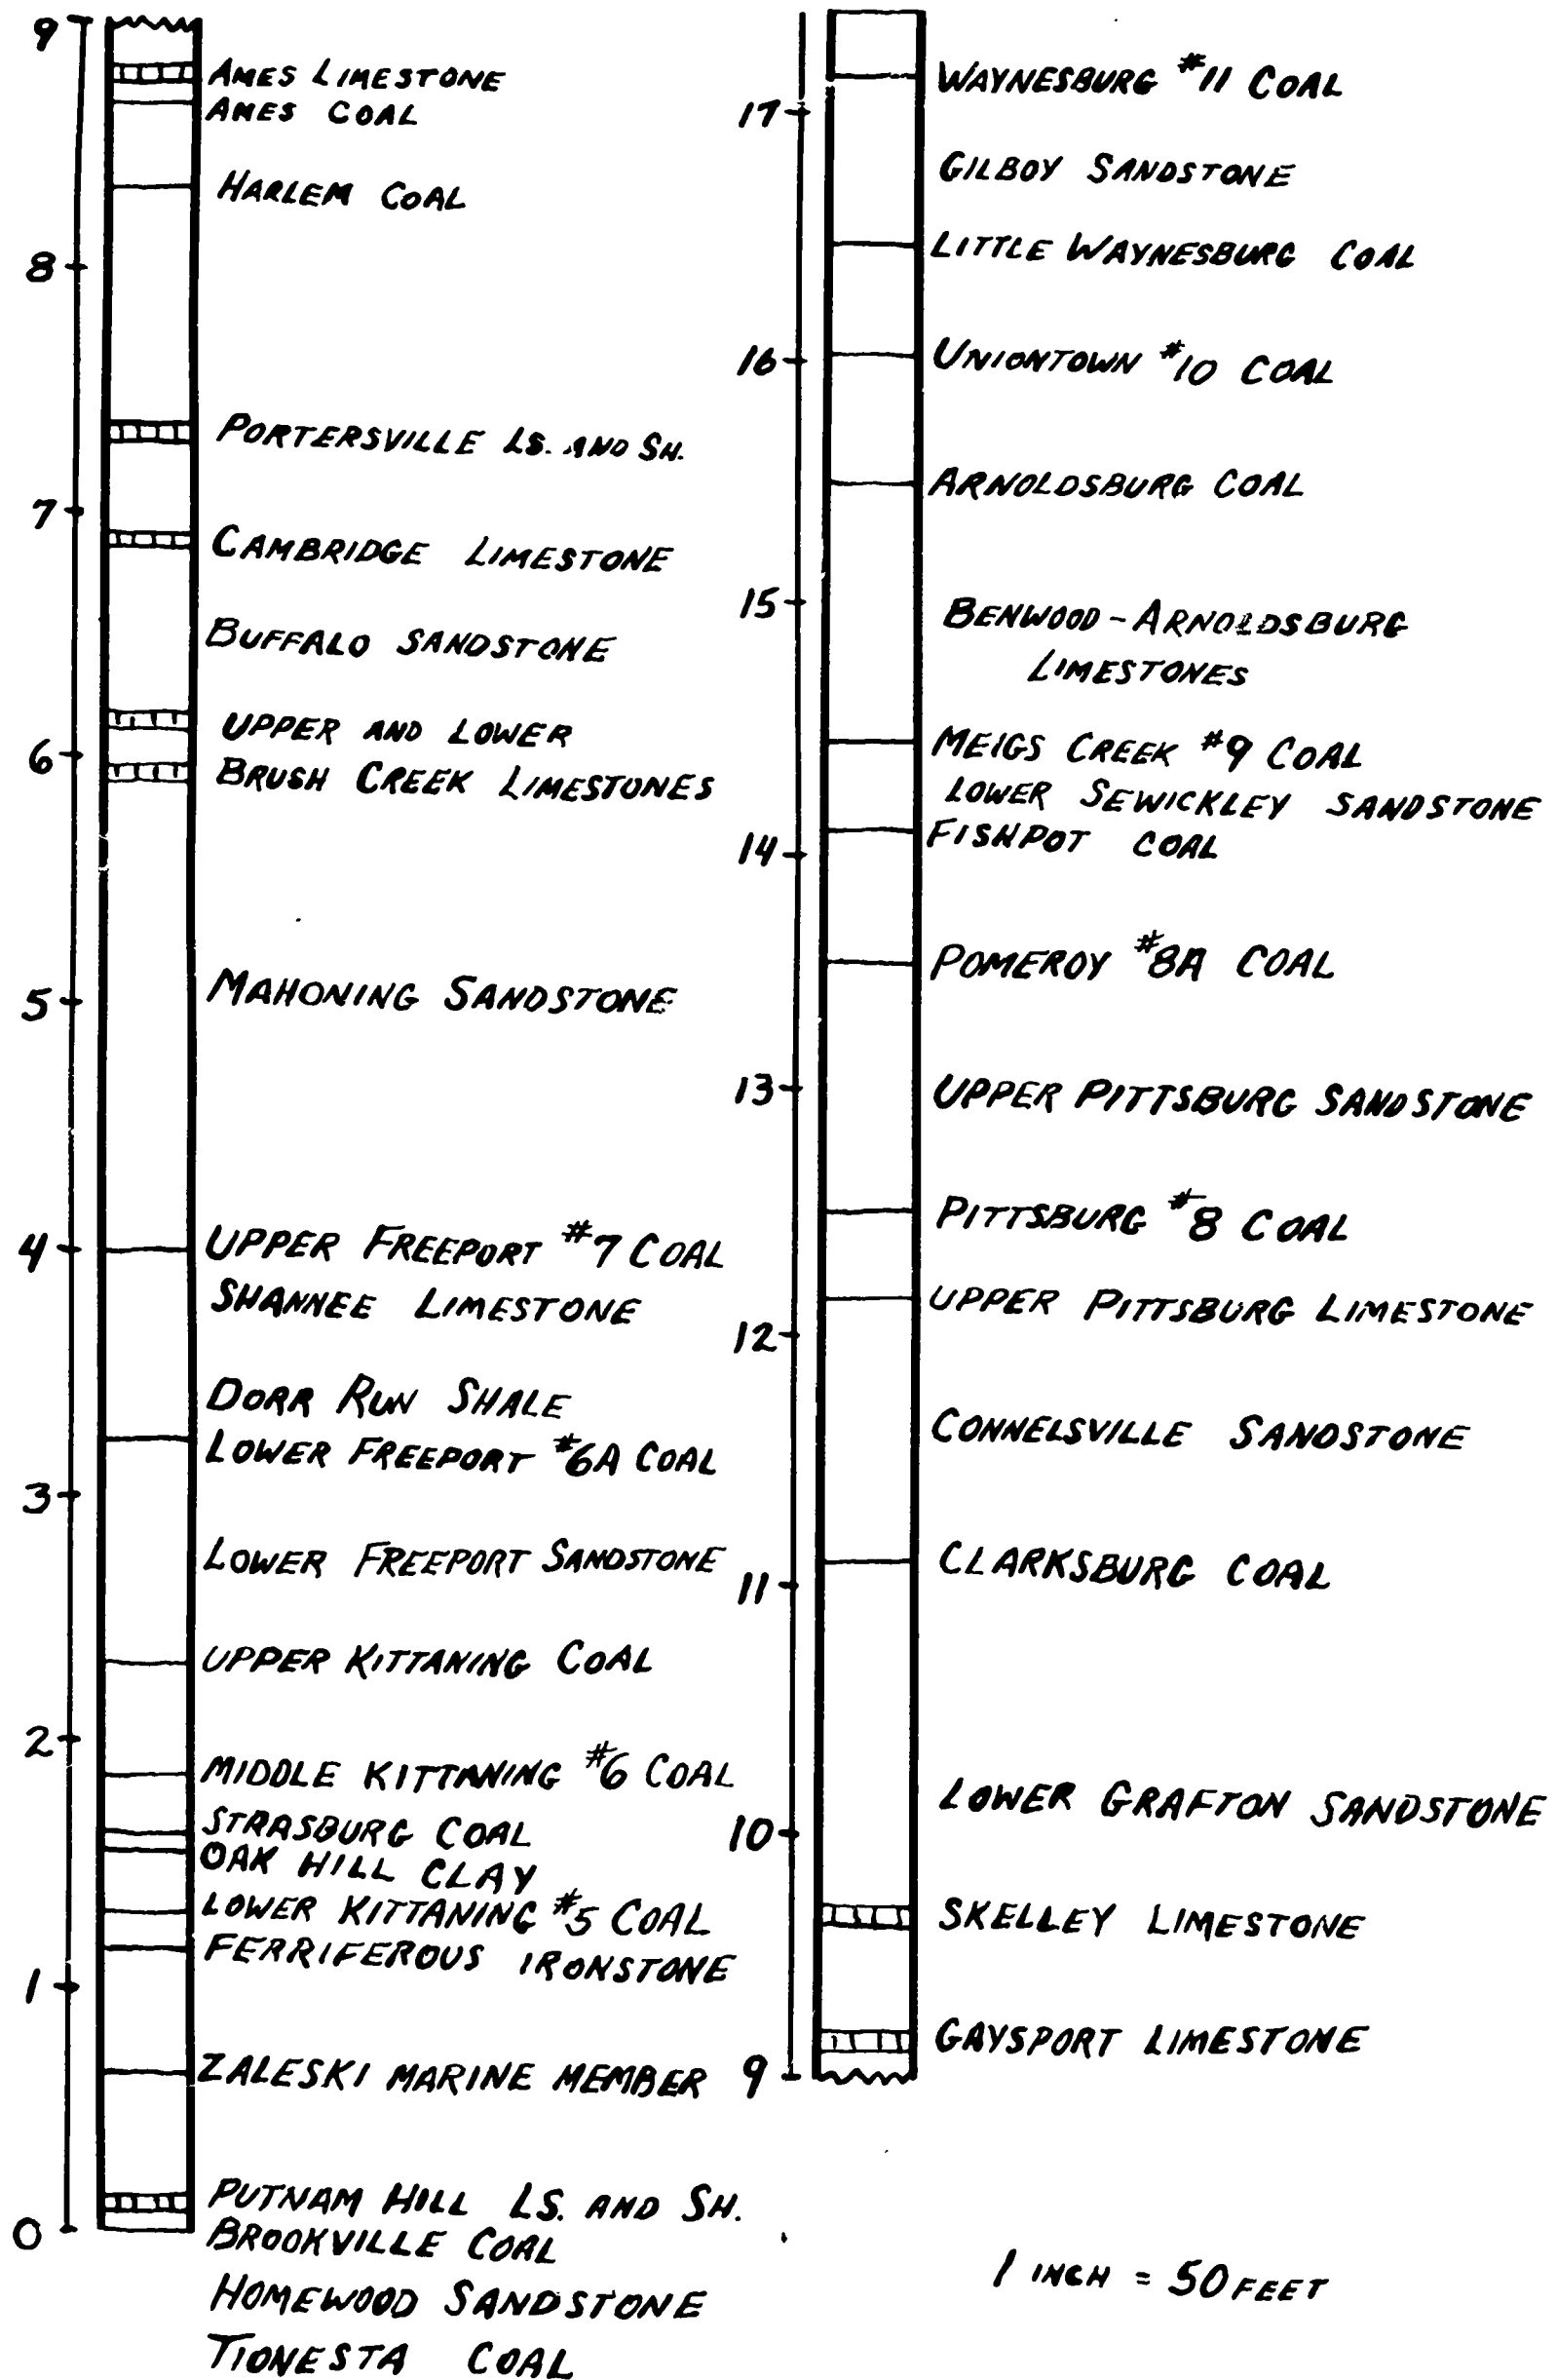 9
AMES LIMESTONE
AMES COAL
HARLEM COAL
8
PORTERSVILLE LS. AND SH.
7
CAMBRIDGE LIMESTONE
BUFFALO SANDSTONE
UPPER AND LOWER
6
BRUSH CREEK LIMESTONES
5
MAHONING SANDSTONE
4
UPPER FREEPORT #7 COAL
SHANNEE LIMESTONE
DORR RUN SHALE
LOWER FREEPORT #6A COAL
3
LOWER FREEPORT SANDSTONE
UPPER KITTANING COAL
2
MIDDLE KITTANING #6 COAL
STRASBURG COAL
OAK HILL CLAY
LOWER KITTANING #5 COAL
FERRIFEROUS IRONSTONE
1
ZALESKI MARINE MEMBER
PUTNAM HILL LS. AND SH.
0
BROOKVILLE COAL
HOMEWOOD SANDSTONE
TIONESTA COAL
WAYNESBURG #11 COAL
17
GILBOY SANDSTONE
LITTLE WAYNESBURG COAL
16
UNIONTOWN #10 COAL
ARNOLDSBURG COAL
15
BENWOOD-ARNOLDSBURG
LIMESTONES
MEIGS CREEK #9 COAL
LOWER SEWICKLEY SANDSTONE
FISHPOT COAL
14
POMEROY #8A COAL
13
UPPER PITTSBURG SANDSTONE
PITTSBURG #8 COAL
UPPER PITTSBURG LIMESTONE
12
CONNELSVILLE SANDSTONE
CLARKSBURG COAL
11
LOWER GRAFTON SANDSTONE
10
SKELLEY LIMESTONE
GAYSPORT LIMESTONE
9
1 INCH = 50 FEET